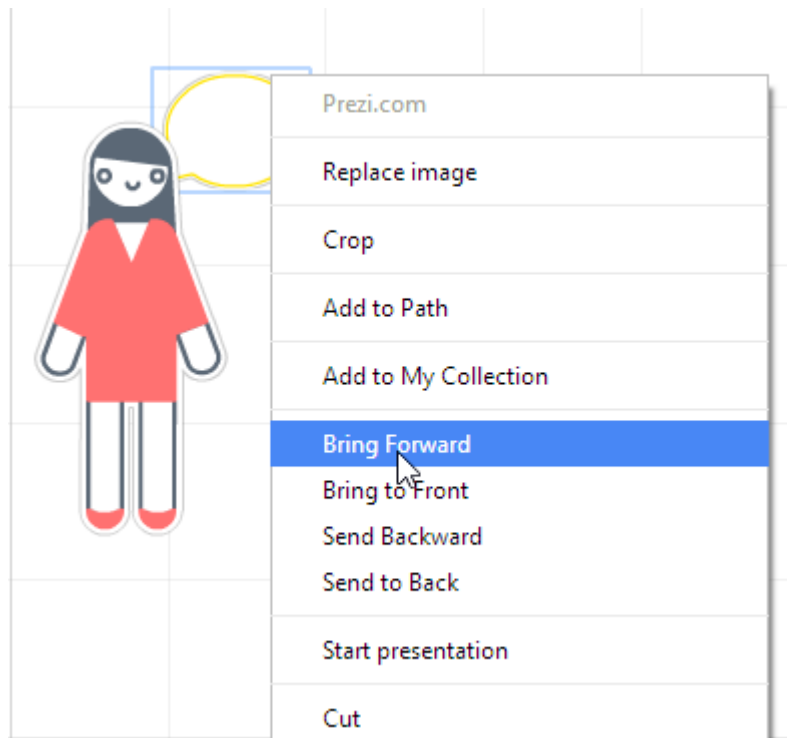 Prezi.com
Replace image
Crop
Add to Path
Add to My Collection
Bring Forward
Bring to Front
Send Backward
Send to Back
Start presentation
Cut